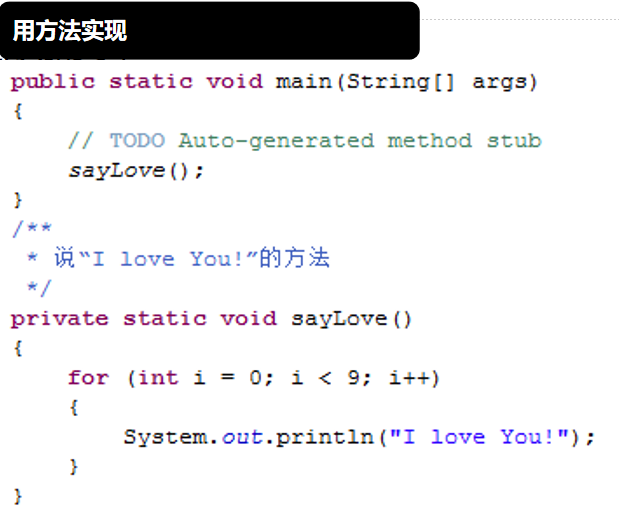 用方法实现
public static void main(String[] args)
{
    // TODO Auto-generated method stub
    sayLove();
}
/**
 * 说“I love You!”的方法
 */
private static void sayLove()
{
    for (int i = 0; i < 9; i++)
    {
        System.out.println("I love You!");
    }
}